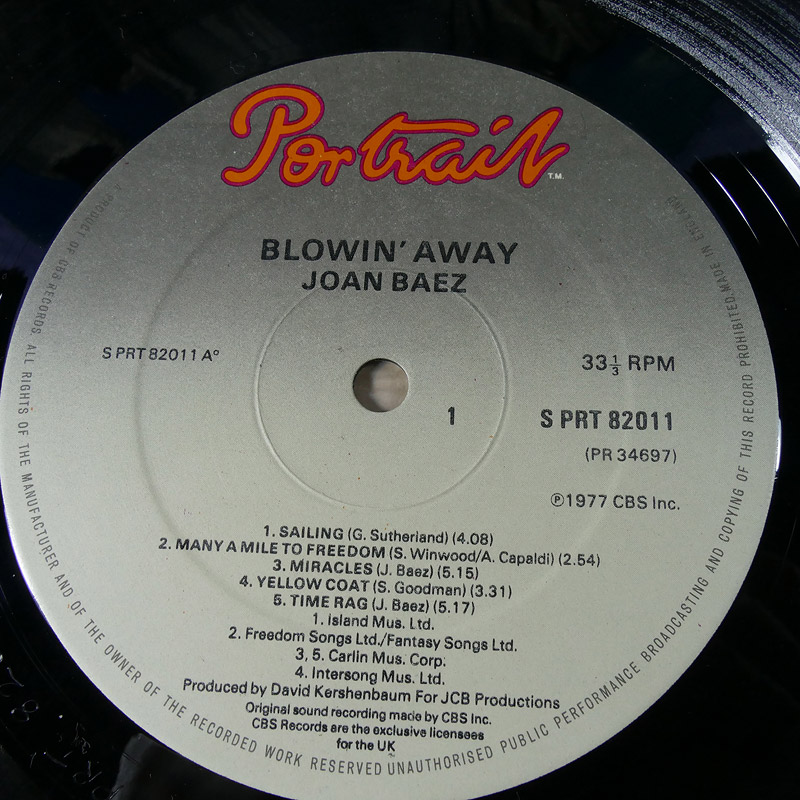 Portrait
T.M.
BLOWIN' AWAY
JOAN BAEZ
S PRT 82011 Aº
33⅓ RPM
1
S PRT 82011
(PR 34697)
℗1977 CBS Inc.
1. SAILING (G. Sutherland) (4.08)
2. MANY A MILE TO FREEDOM (S. Winwood/A. Capaldi) (2.54)
3. MIRACLES (J. Baez) (5.15)
4. YELLOW COAT (S. Goodman) (3.31)
5. TIME RAG (J. Baez) (5.17)
1. Island Mus. Ltd.
2. Freedom Songs Ltd./Fantasy Songs Ltd.
3, 5. Carlin Mus. Corp.
4. Intersong Mus. Ltd.
Produced by David Kershenbaum For JCB Productions
Original sound recording made by CBS Inc.
CBS Records are the exclusive licensees
for the UK
PRODUCT OF CBS RECORDS ALL RIGHTS OF THE MANUFACTURER AND OF THE OWNER OF THE RECORDED WORK RESERVED UNAUTHORISED PUBLIC PERFORMANCE BROADCASTING AND COPYING OF THIS RECORD PROHIBITED. MADE IN ENGLAND